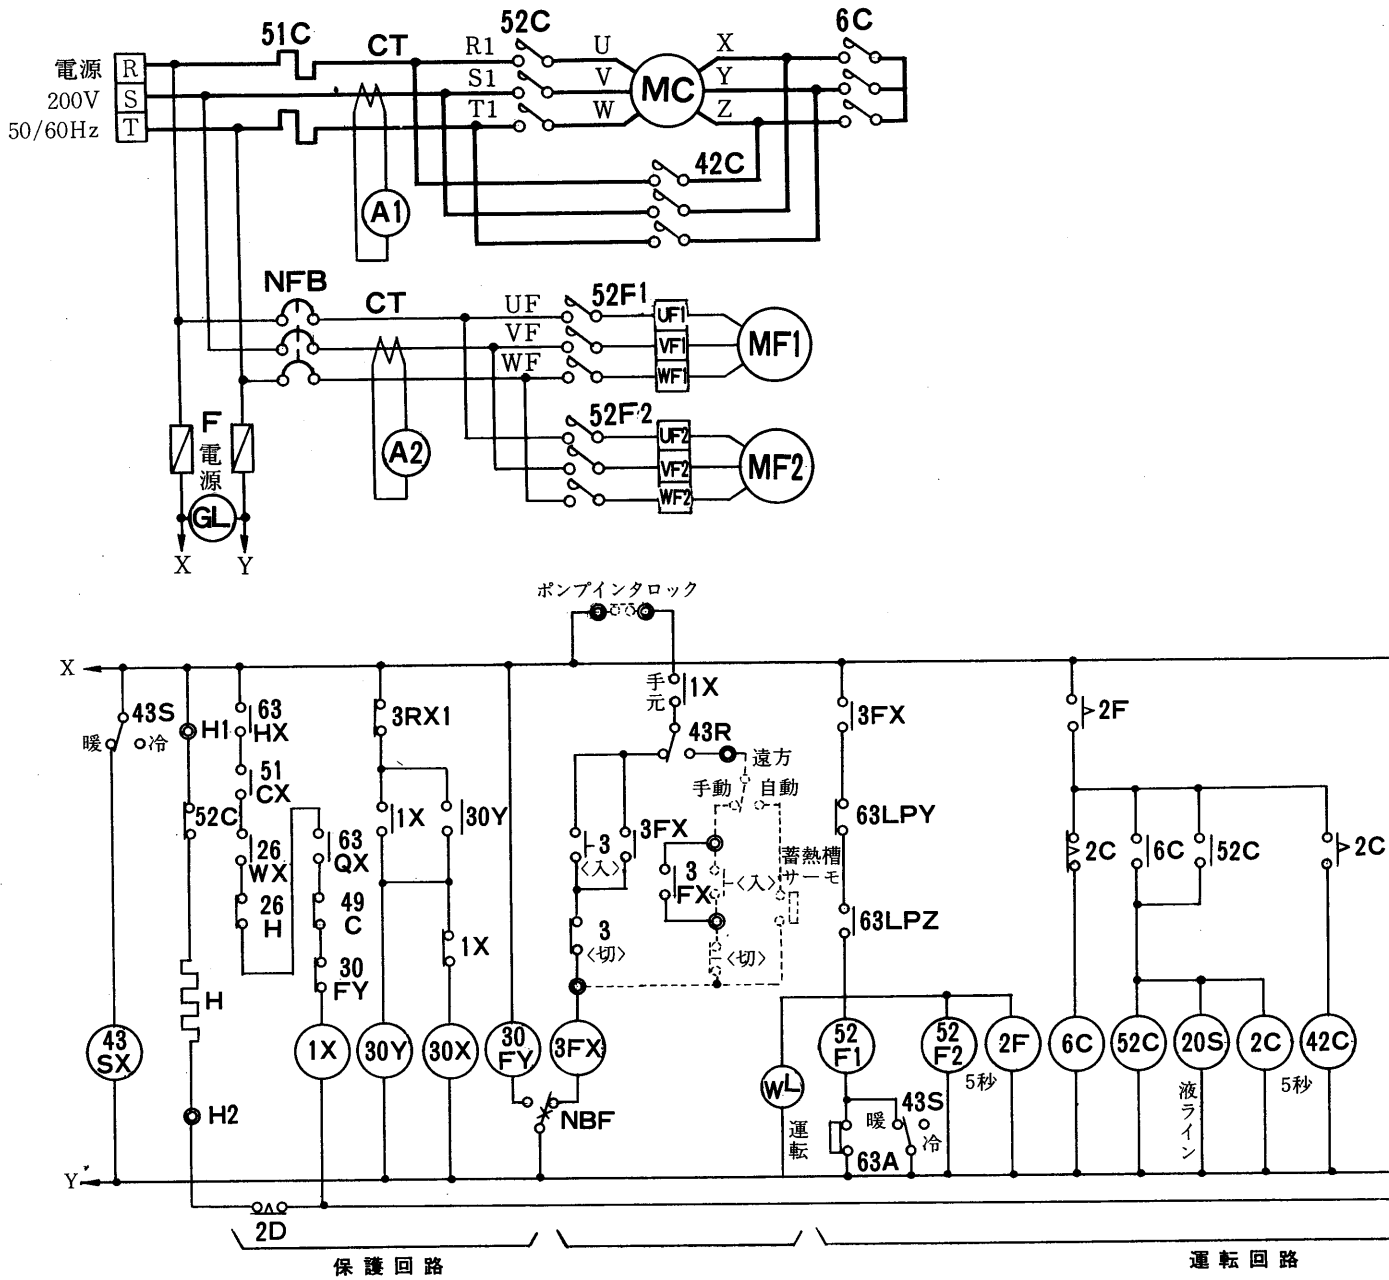 51C
CT
52C
6C
電源 R
R1
U
X
200V S
S1
V
MC
Y
50/60Hz T
T1
W
Z
42C
A1
NFB
CT
UF
52F1
UF1
VF
VF1
MF1
WF
WF1
F
電源
A2
52F2
UF2
VF2
MF2
WF2
GL
X
Y
ポンプインタロック
X
43S
暖
冷
H1
63
HX
3RX1
手元
1X
43R
遠方
3FX
2F
51
CX
手動
自動
52C
26
WX
63
QX
1X
30Y
3
〈入〉
3FX
3
FX
〈入〉
蓄熱槽
サーモ
63LPY
2C
6C
52C
2C
26
H
49
C
1X
3
〈切〉
〈切〉
63LPZ
30
FY
H
43
SX
1X
30Y
30X
30
FY
3FX
WL
運転
52
F1
52
F2
2F
5秒
6C
52C
20S
2C
42C
5秒
液ライン
H2
NBF
43S
暖
冷
63A
Y
2D
保護回路
運転回路